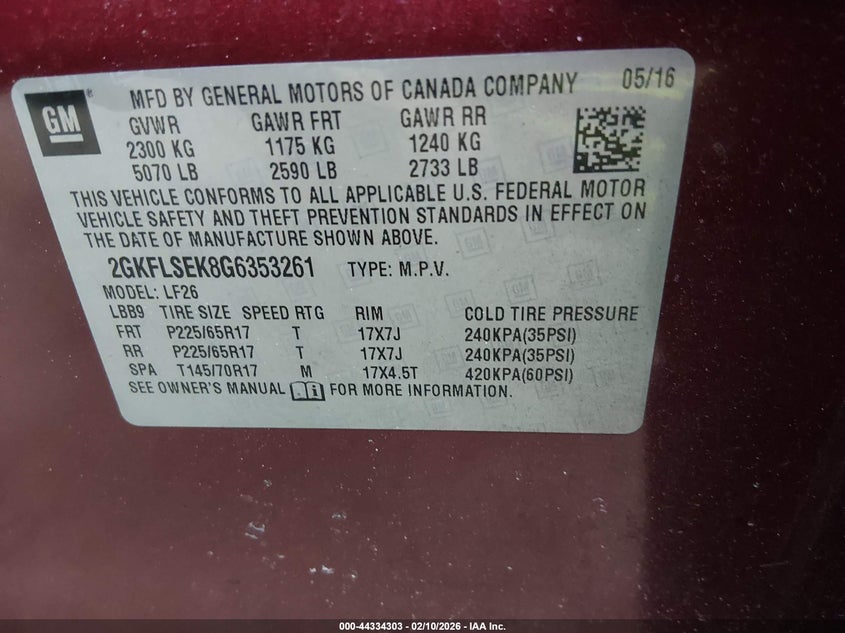 GM
®
MFD BY GENERAL MOTORS OF CANADA COMPANY 05/16
GVWR GAWR FRT GAWR RR
2300 KG 1175 KG 1240 KG
5070 LB 2590 LB 2733 LB
THIS VEHICLE CONFORMS TO ALL APPLICABLE U.S. FEDERAL MOTOR
VEHICLE SAFETY AND THEFT PREVENTION STANDARDS IN EFFECT ON
THE DATE OF MANUFACTURE SHOWN ABOVE.
2GKFLSEK8G6353261 TYPE: M.P.V.
MODEL: LF26
LBB9 TIRE SIZE SPEED RTG RIM COLD TIRE PRESSURE
FRT P225/65R17 T 17X7J 240KPA(35PSI)
RR P225/65R17 T 17X7J 240KPA(35PSI)
SPA T145/70R17 M 17X4.5T 420KPA(60PSI)
SEE OWNER'S MANUAL FOR MORE INFORMATION.
000-44334303 — 02/10/2026 — IAA Inc.